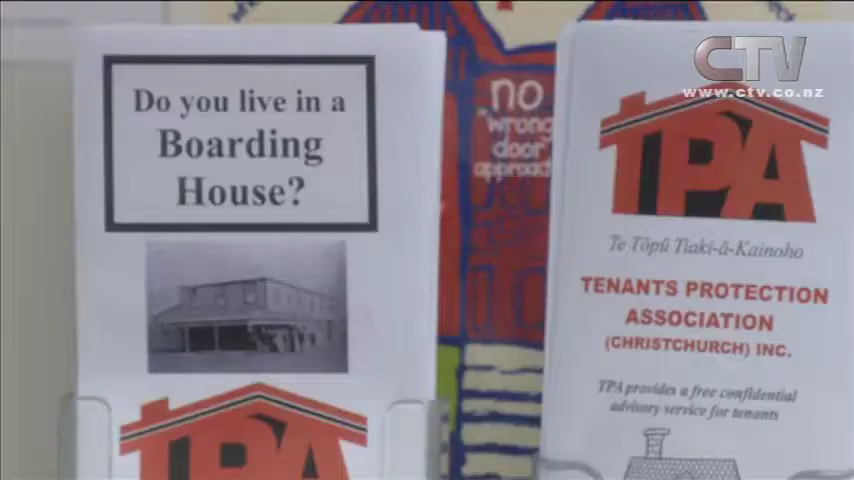 CTV
www.ctv.co.nz
Do you live in a
Boarding
House?
TPA
no
"wrong
door"
approach
TPA
Te Tōpū Tiaki-ā-Kainoho
TENANTS PROTECTION
ASSOCIATION
(CHRISTCHURCH) INC.
TPA provides a free confidential
advisory service for tenants